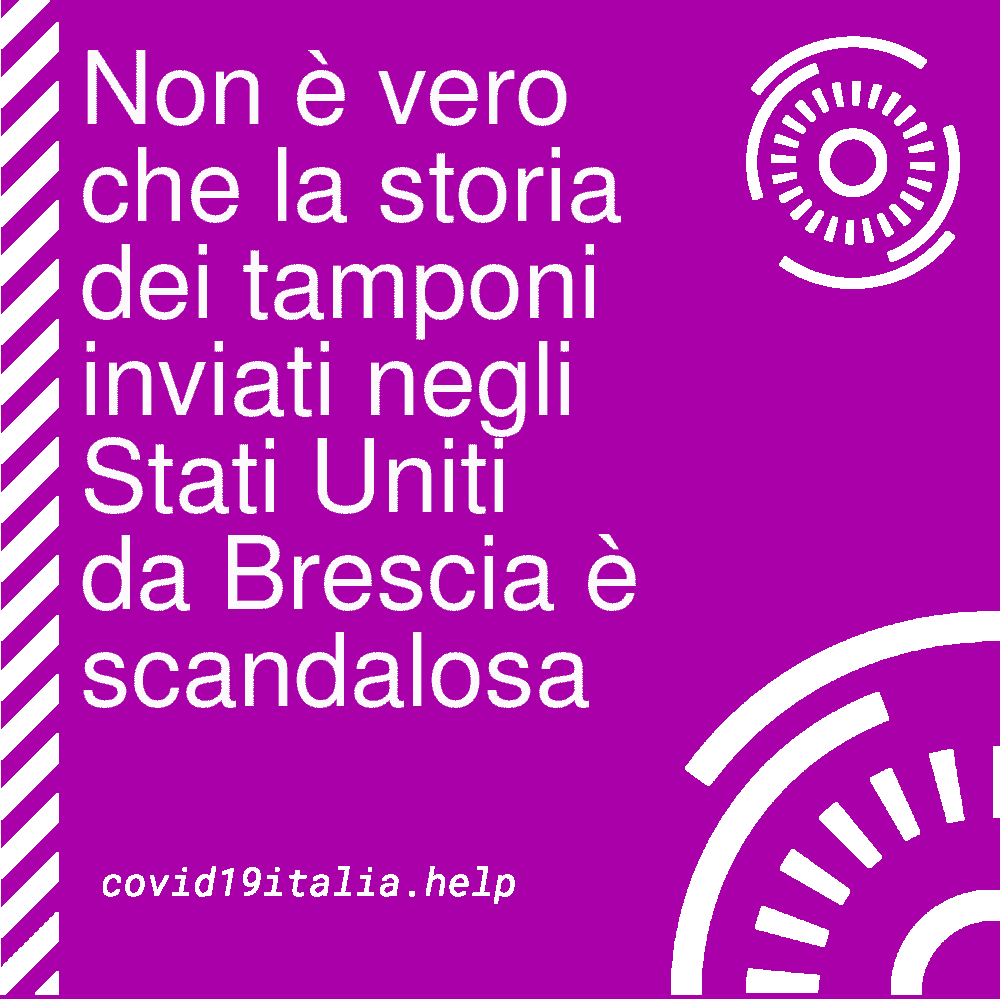 Non è vero
che la storia
dei tamponi
inviati negli
Stati Uniti
da Brescia è
scandalosa
covid19italia.help